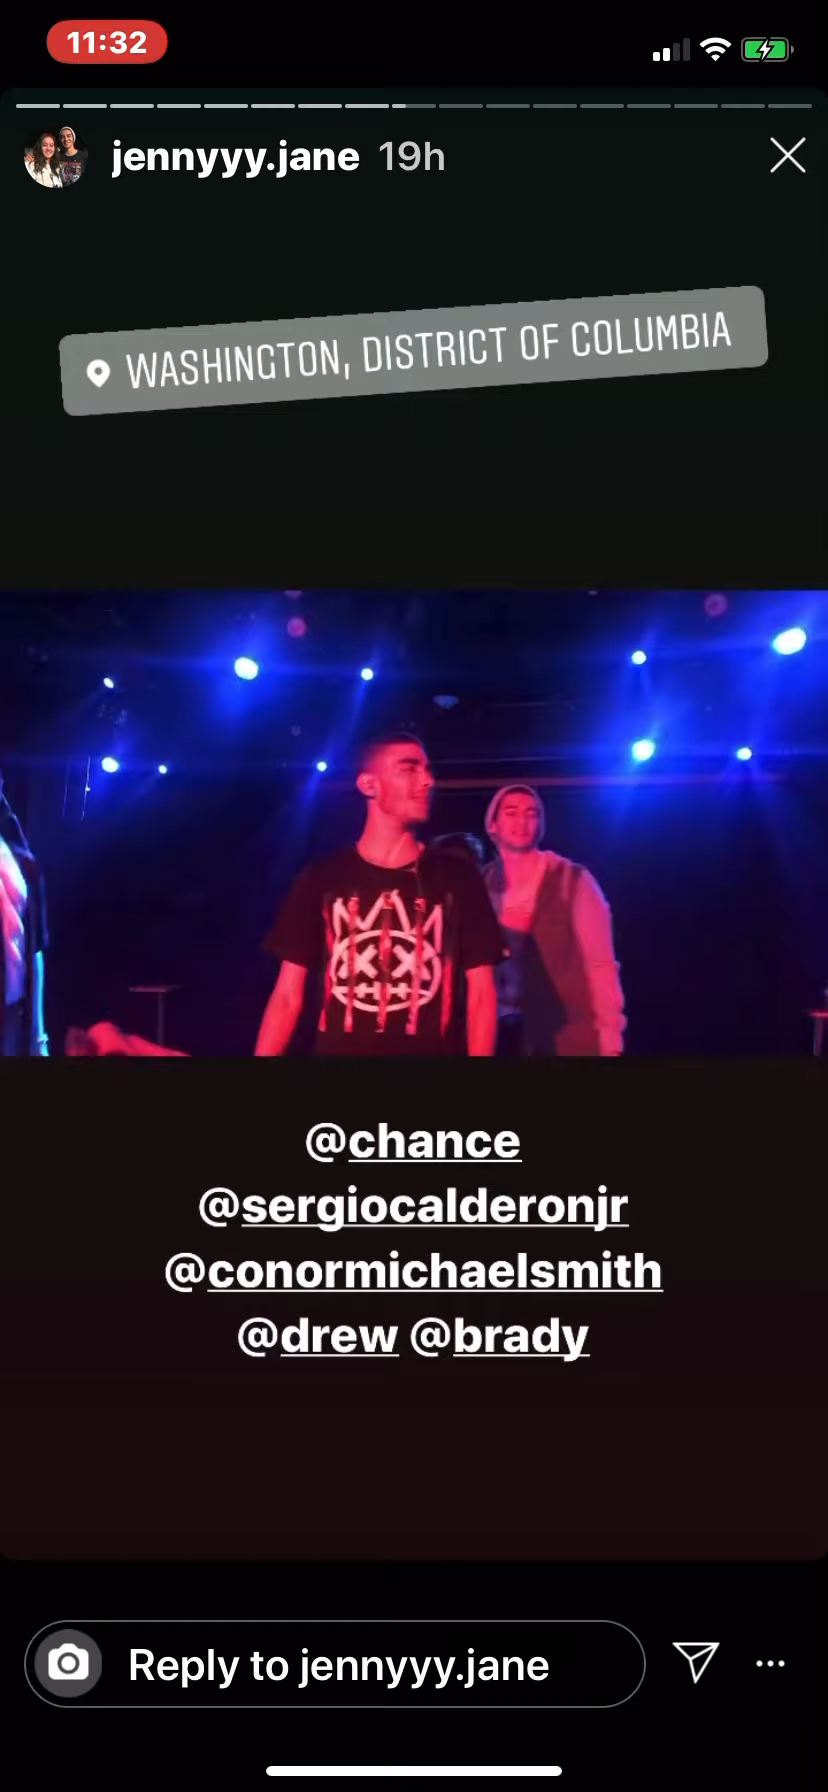 11:32
jennyyy.jane 19h
WASHINGTON, DISTRICT OF COLUMBIA
@chance
@sergiocalderonjr
@conormichaelsmith
@drew @brady
Reply to jennyyy.jane